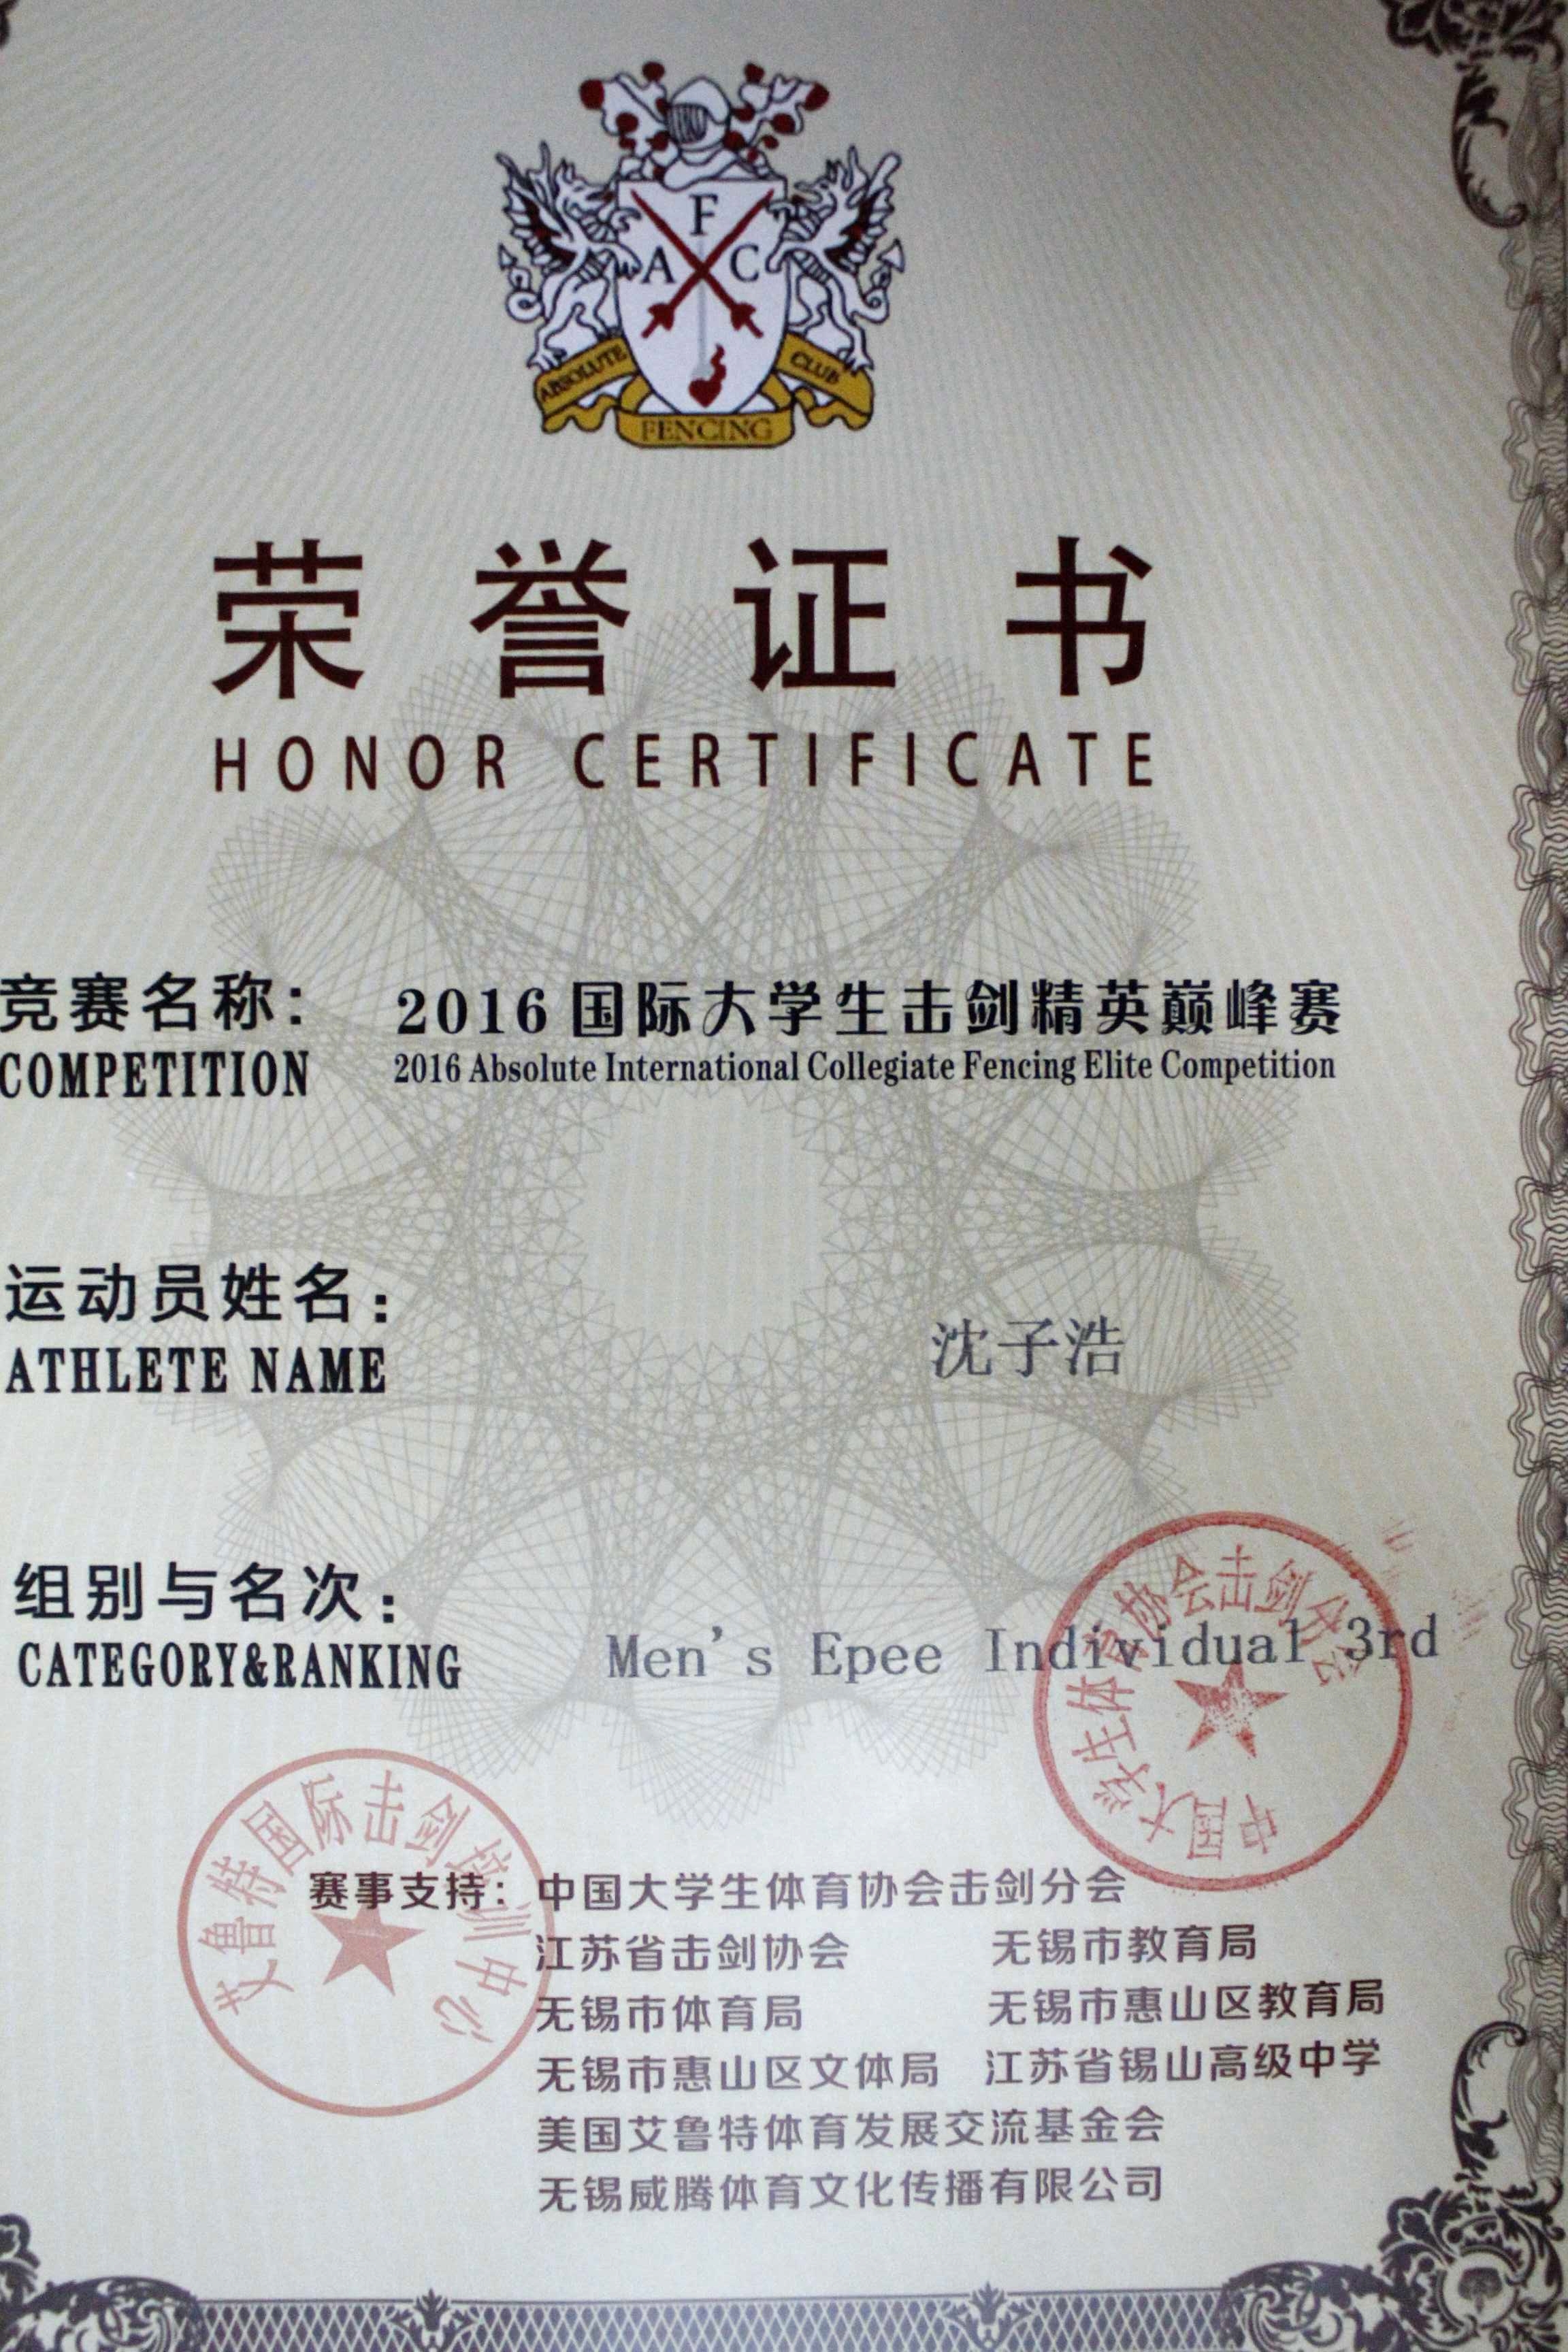 F
A C
ABSOLUTE FENCING CLUB
荣誉证书
HONOR CERTIFICATE
竞赛名称： 2016国际大学生击剑精英巅峰赛
COMPETITION 2016 Absolute International Collegiate Fencing Elite Competition
运动员姓名：
ATHLETE NAME 沈子浩
组别与名次：
CATEGORY&RANKING Men's Epee Individual 3rd
中国大学生体育协会击剑分会
艾鲁特国际击剑培训中心
赛事支持：中国大学生体育协会击剑分会
江苏省击剑协会 无锡市教育局
无锡市体育局 无锡市惠山区教育局
无锡市惠山区文体局 江苏省锡山高级中学
美国艾鲁特体育发展交流基金会
无锡威腾体育文化传播有限公司